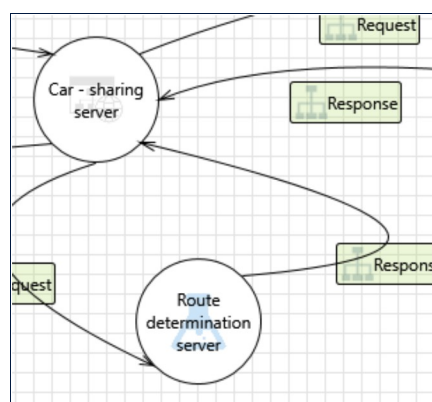 Request
Car - sharing
server
Response
Respons
quest
Route
determination
server